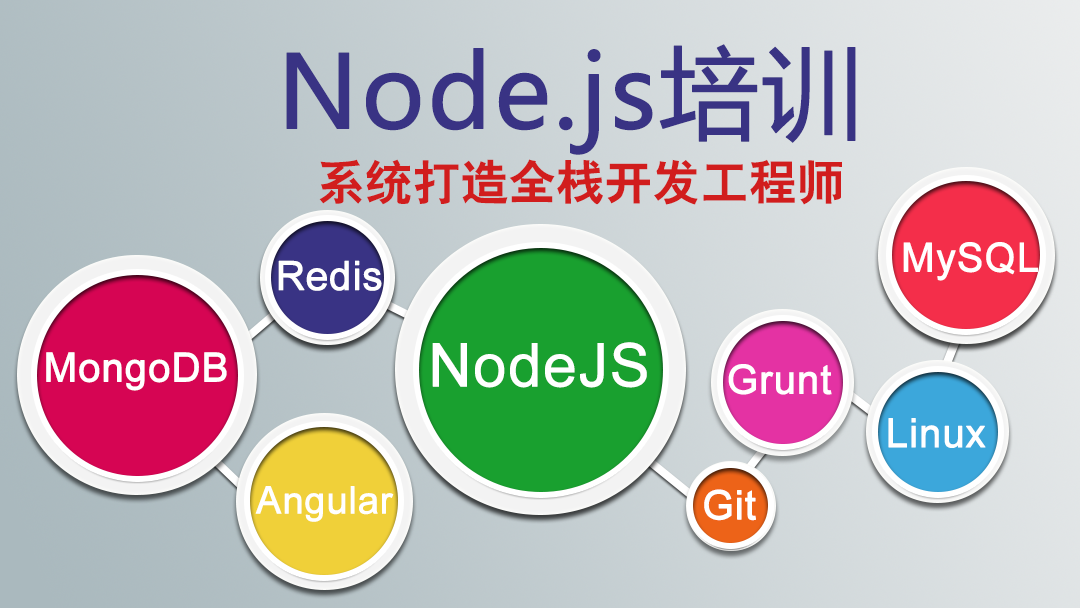 Node.js培训
系统打造全栈开发工程师
MySQL
Redis
MongoDB
NodeJS
Grunt
Linux
Angular
Git